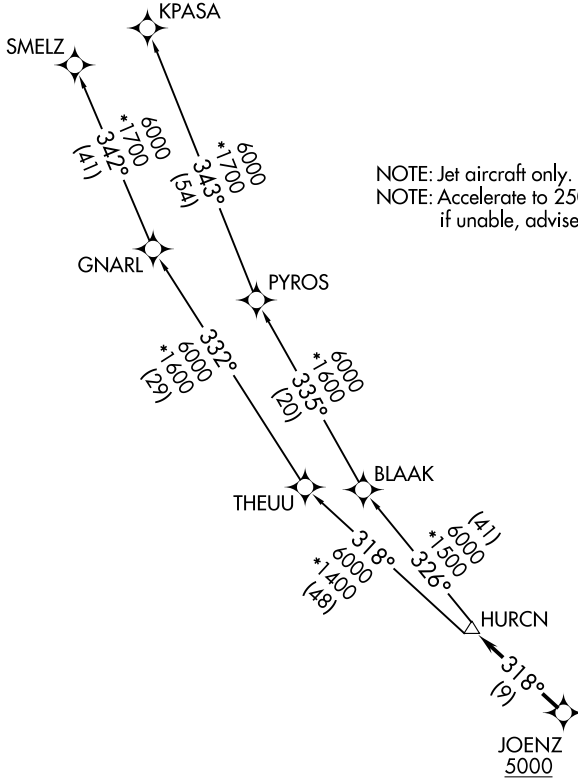 KPASA
SMELZ
6000
*1700
342°
(41)
6000
*1700
343°
(54)
NOTE: Jet aircraft only.
NOTE: Accelerate to 250
if unable, advise
GNARL
PYROS
332°
6000
*1600
(29)
6000
*1600
335°
(20)
BLAAK
THEUU
318°
6000
*1400
(48)
(41)
6000
*1500
326°
HURCN
318°
(9)
JOENZ
5000